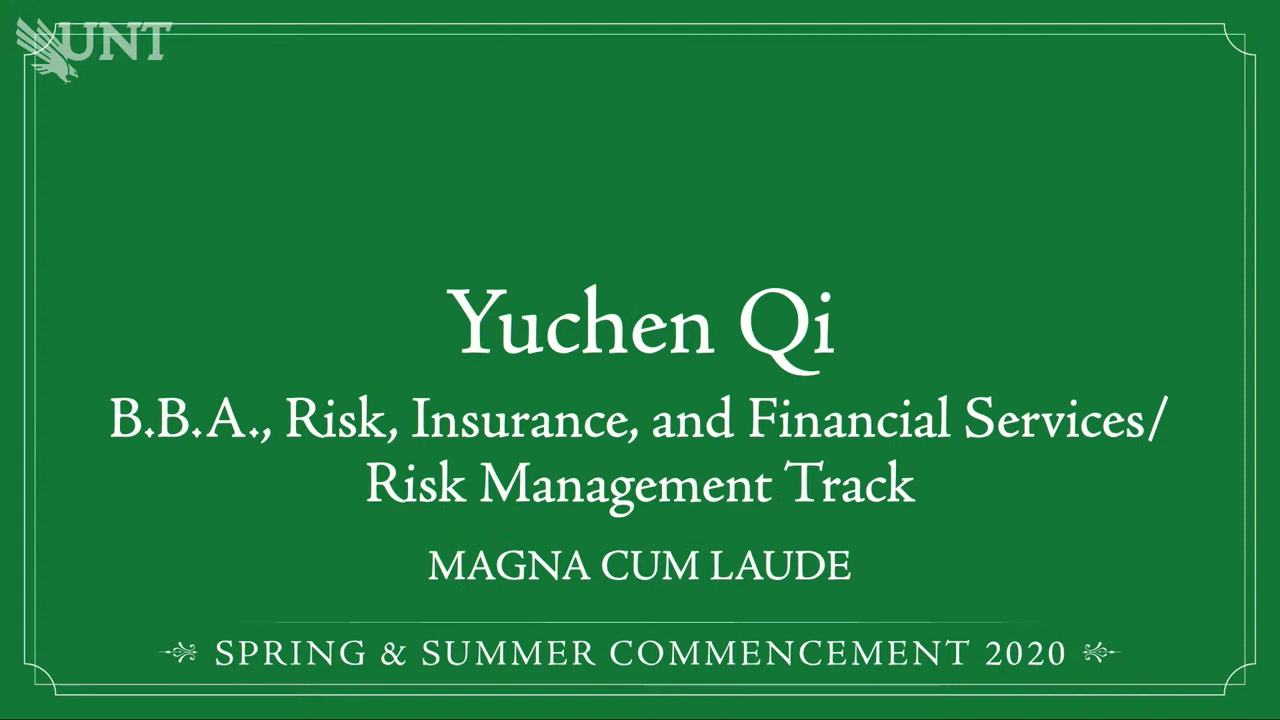 UNT
Yuchen Qi
B.B.A., Risk, Insurance, and Financial Services/
Risk Management Track
MAGNA CUM LAUDE
SPRING & SUMMER COMMENCEMENT 2020